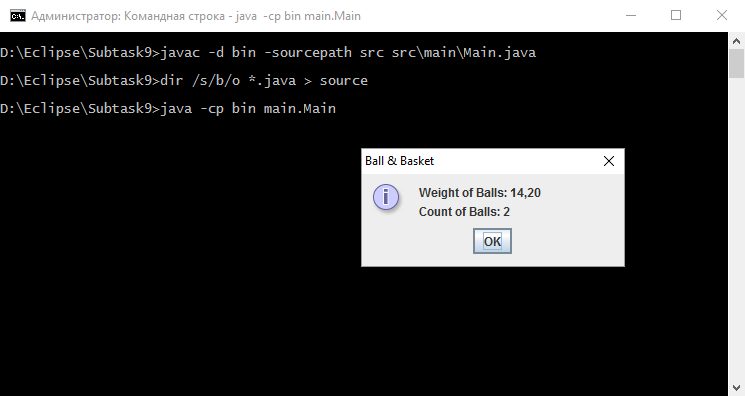 Администратор: Командная строка - java -cp bin main.Main
D:\Eclipse\Subtask9>javac -d bin -sourcepath src src\main\Main.java
D:\Eclipse\Subtask9>dir /s/b/o *.java > source
D:\Eclipse\Subtask9>java -cp bin main.Main
Ball & Basket
Weight of Balls: 14,20
Count of Balls: 2
OK